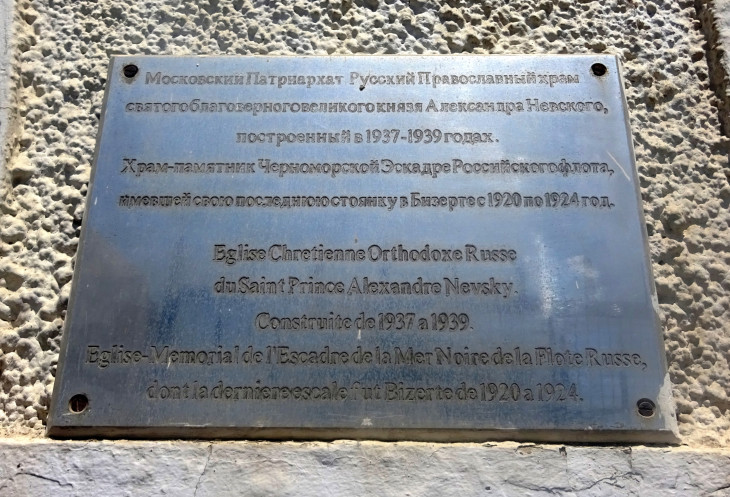 Московский Патриархат Русский Православный храм
святого благоверного великого князя Александра Невского,
построенный в 1937-1939 годах.
Храм-памятник Черноморской Эскадре Российского флота,
имевшей свою последнюю стоянку в Бизерте с 1920 по 1924 год.
Eglise Chretienne Orthodoxe Russe
du Saint Prince Alexandre Nevsky.
Construite de 1937 a 1939.
Eglise-Memorial de l'Escadre de la Mer Noire de la Flote Russe,
dont la derniere escale fut Bizerte de 1920 a 1924.